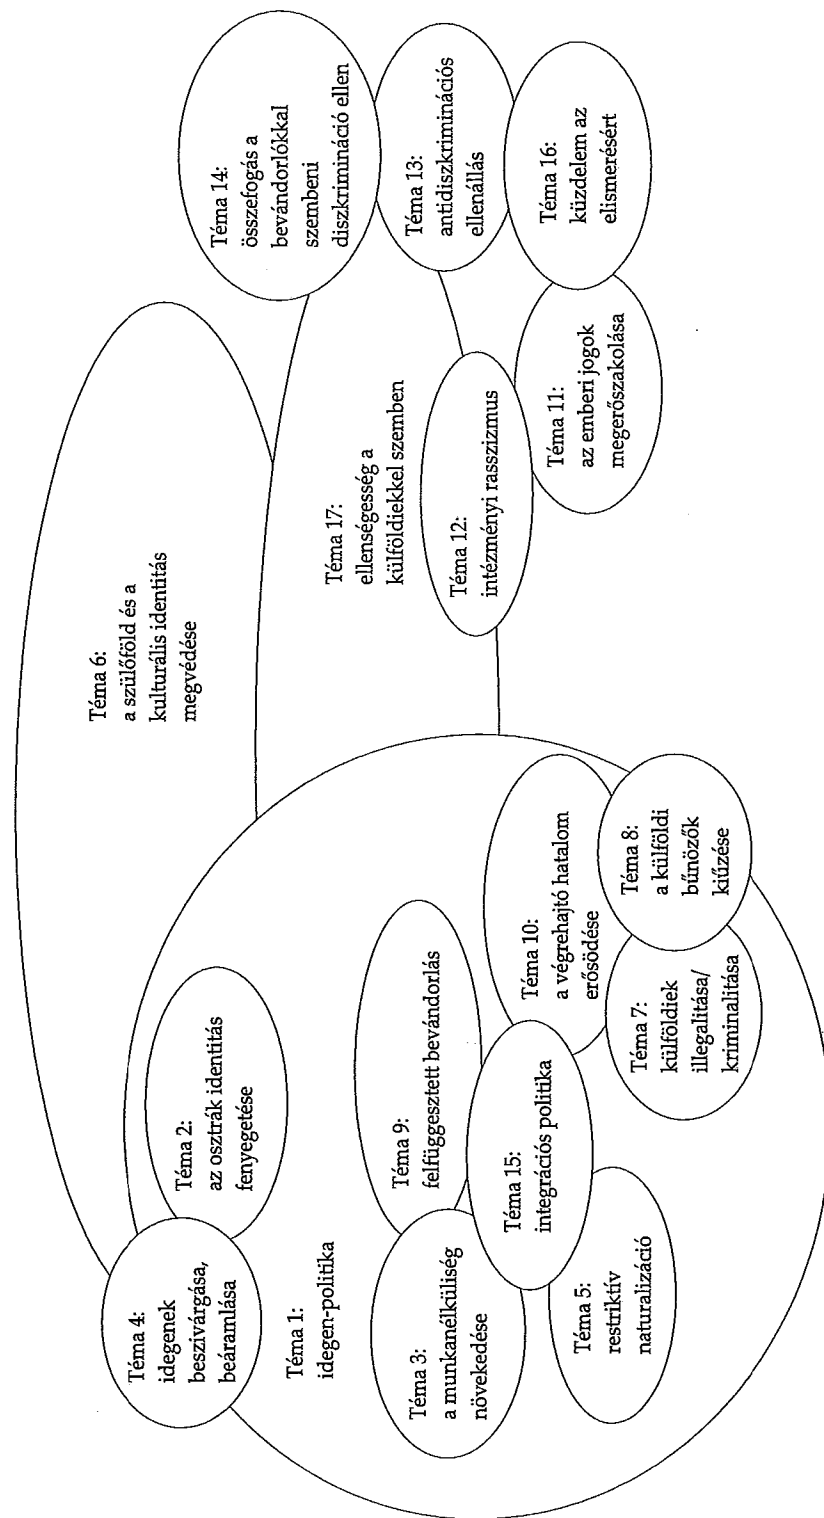 Téma 6:
a szülőföld és a
kulturális identitás
megvédése
Téma 14:
összefogás a
bevándorlókkal
szembeni
diszkrimináció ellen
Téma 4:
idegenek
beszivárgása,
beáramlása
Téma 2:
az osztrák identitás
fenyegetése
Téma 17:
ellenségesség a
külföldiekkel szemben
Téma 13:
antidiszkriminációs
ellenállás
Téma 1:
idegen-politika
Téma 9:
felfüggesztett bevándorlás
Téma 12:
intézményi rasszizmus
Téma 3:
a munkanélküliség
növekedése
Téma 15:
integrációs politika
Téma 10:
a végrehajtó hatalom
erősödése
Téma 11:
az emberi jogok
megerőszakolása
Téma 16:
küzdelem az
elismerésért
Téma 5:
restriktív
naturalizáció
Téma 7:
külföldiek
illegalitása/
kriminalitása
Téma 8:
a külföldi
bűnözők
kiűzése